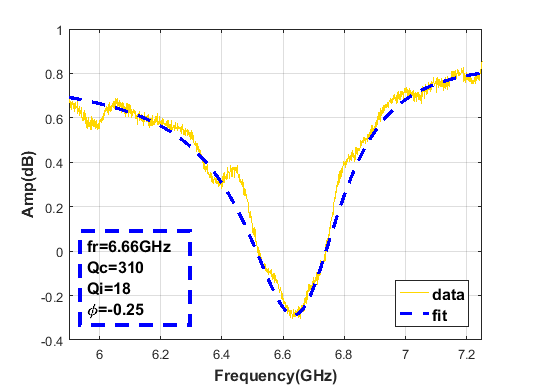 1
0.8
0.6
0.4
0.2
0
-0.2
-0.4
Amp(dB)
fr=6.66GHz
Qc=310
Qi=18
ϕ=-0.25
data
fit
6 6.2 6.4 6.6 6.8 7 7.2
Frequency(GHz)